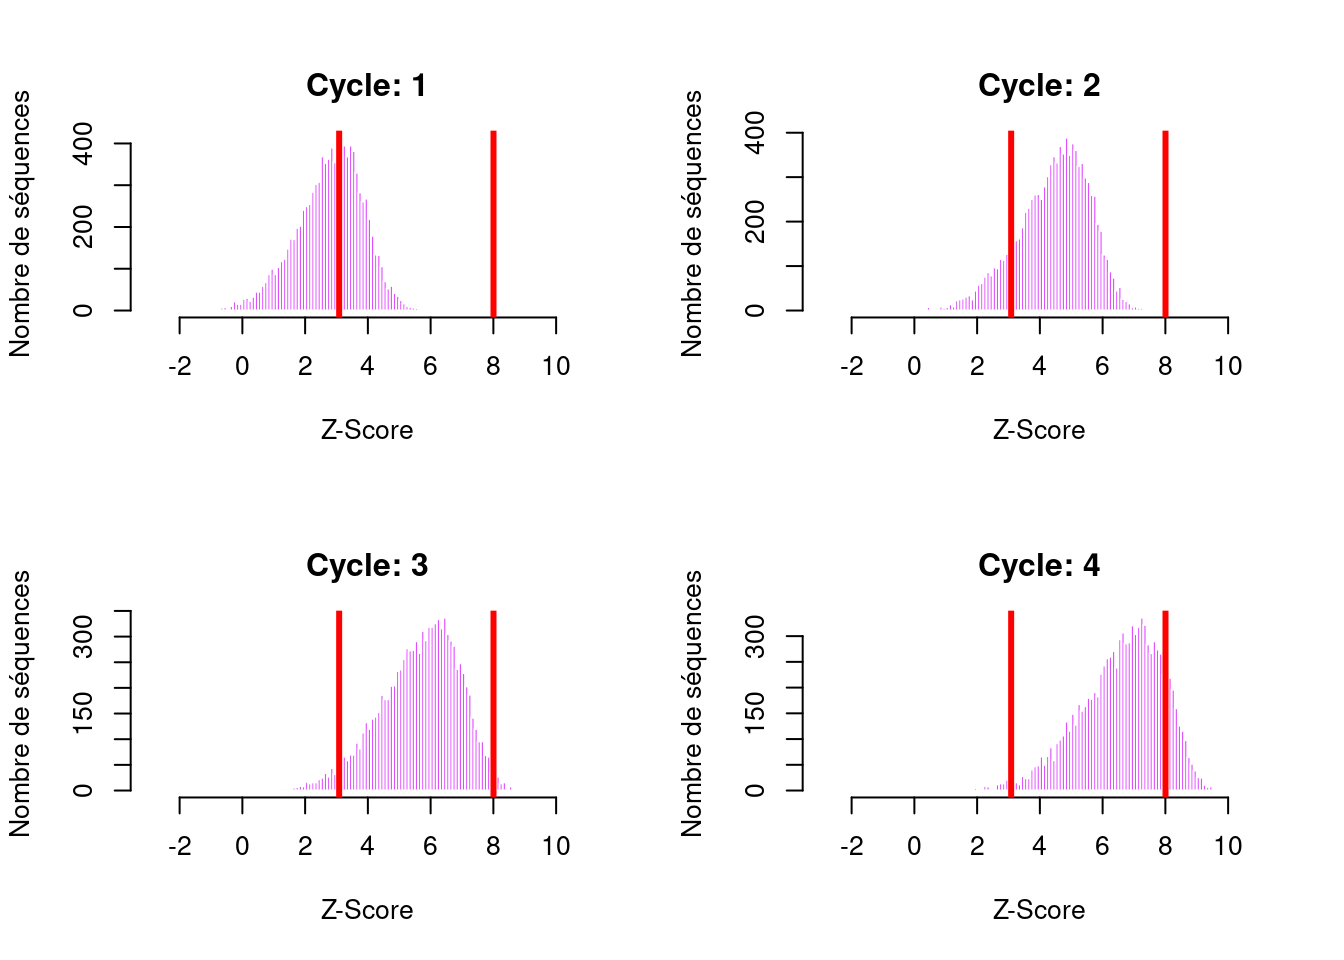 Cycle: 1
Nombre de séquences
400
200
0
-2 0 2 4 6 8 10
Z-Score
Cycle: 2
Nombre de séquences
400
200
0
-2 0 2 4 6 8 10
Z-Score
Cycle: 3
Nombre de séquences
300
150
0
-2 0 2 4 6 8 10
Z-Score
Cycle: 4
Nombre de séquences
300
150
0
-2 0 2 4 6 8 10
Z-Score